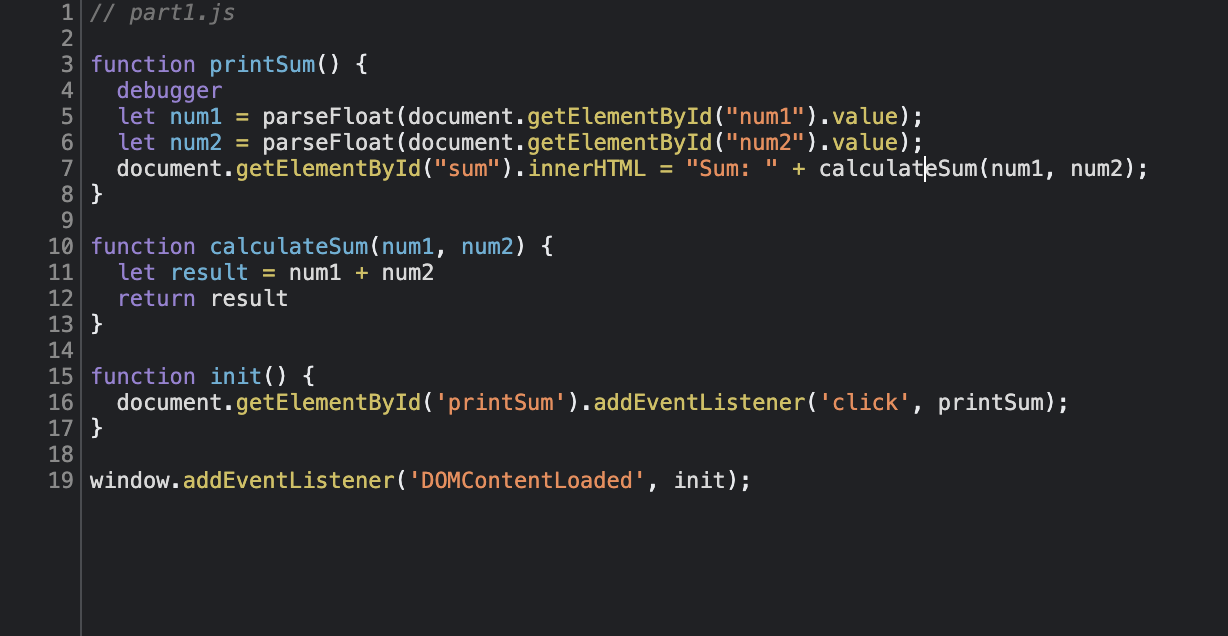 1 // part1.js
2
3 function printSum() {
4   debugger
5   let num1 = parseFloat(document.getElementById("num1").value);
6   let num2 = parseFloat(document.getElementById("num2").value);
7   document.getElementById("sum").innerHTML = "Sum: " + calculateSum(num1, num2);
8 }
9
10 function calculateSum(num1, num2) {
11   let result = num1 + num2
12   return result
13 }
14
15 function init() {
16   document.getElementById('printSum').addEventListener('click', printSum);
17 }
18
19 window.addEventListener('DOMContentLoaded', init);